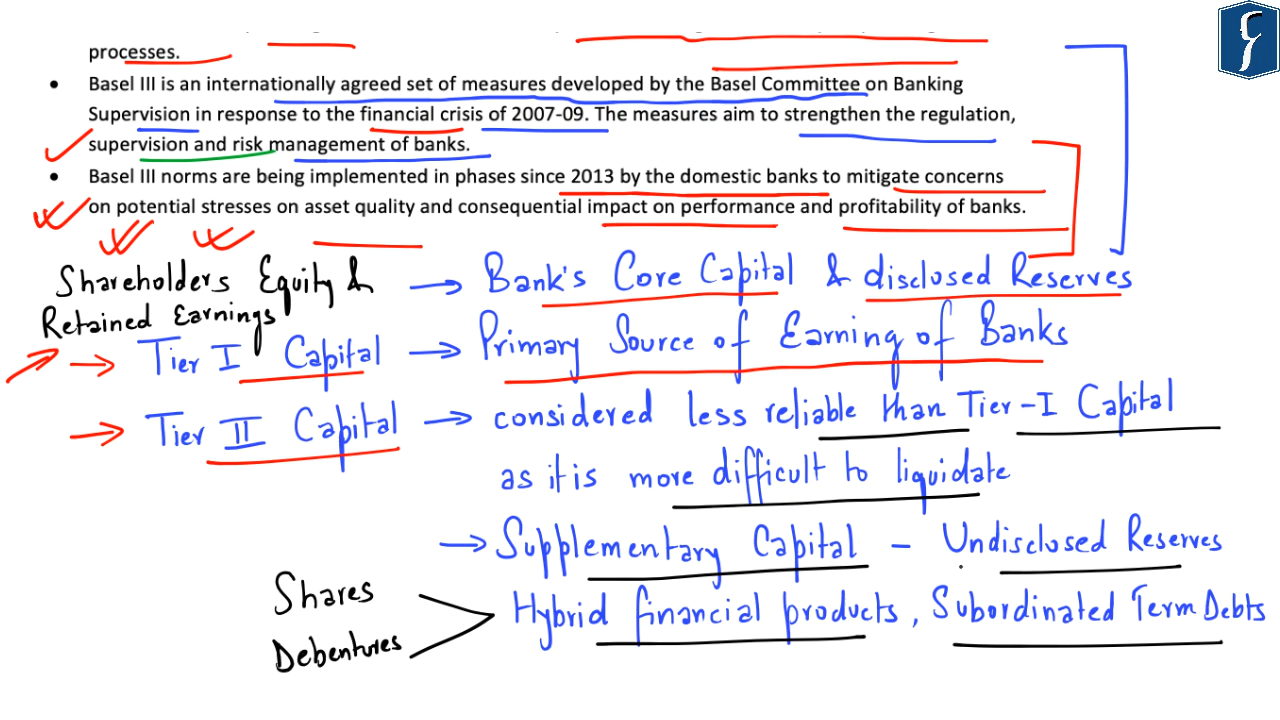 processes.
• Basel III is an internationally agreed set of measures developed by the Basel Committee on Banking
Supervision in response to the financial crisis of 2007-09. The measures aim to strengthen the regulation,
supervision and risk management of banks.
• Basel III norms are being implemented in phases since 2013 by the domestic banks to mitigate concerns
on potential stresses on asset quality and consequential impact on performance and profitability of banks.
Shareholders Equity & → Bank's Core Capital & disclosed Reserves
Retained Earnings
→ Tier I Capital → Primary Source of Earning of Banks
→ Tier II Capital → considered less reliable than Tier-I Capital
as it is more difficult to liquidate
→ Supplementary Capital - Undisclosed Reserves
Shares
Hybrid financial products, Subordinated Term Debts
Debentures